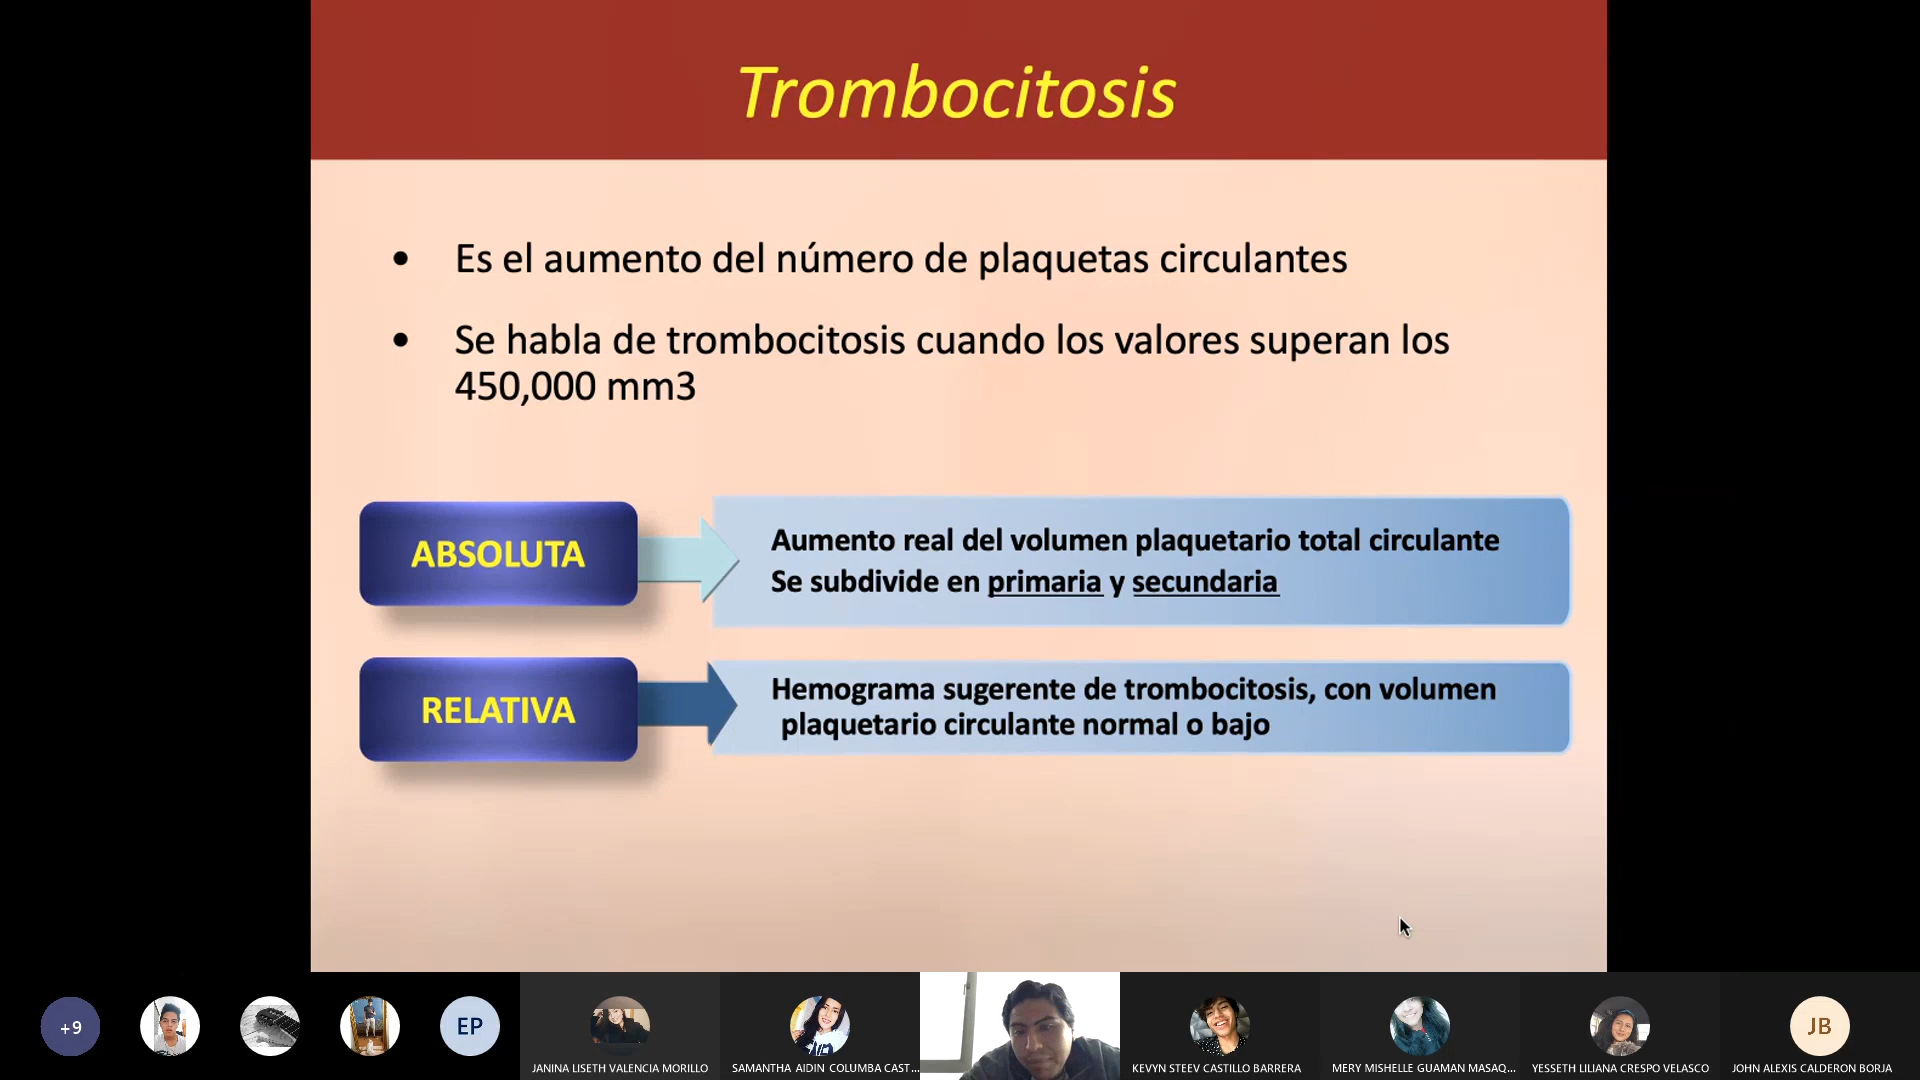 Trombocitosis
• Es el aumento del número de plaquetas circulantes
• Se habla de trombocitosis cuando los valores superan los
450,000 mm3
ABSOLUTA
Aumento real del volumen plaquetario total circulante
Se subdivide en primaria y secundaria
RELATIVA
Hemograma sugerente de trombocitosis, con volumen
plaquetario circulante normal o bajo
+9
EP
JANINA LISETH VALENCIA MORILLO
SAMANTHA AIDIN COLUMBA CAST...
KEVYN STEEV CASTILLO BARRERA
MERY MISHELLE GUAMAN MASAQ...
YESSETH LILIANA CRESPO VELASCO
JB
JOHN ALEXIS CALDERON BORJA